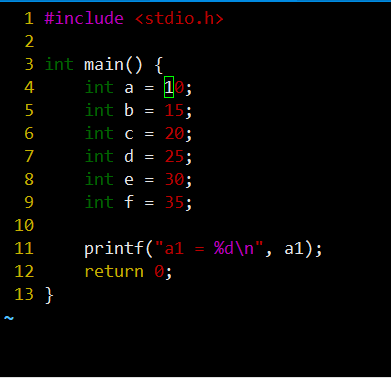 1 #include <stdio.h>
2
3 int main() {
4     int a = 10;
5     int b = 15;
6     int c = 20;
7     int d = 25;
8     int e = 30;
9     int f = 35;
10
11     printf("a1 = %d\n", a1);
12     return 0;
13 }
~